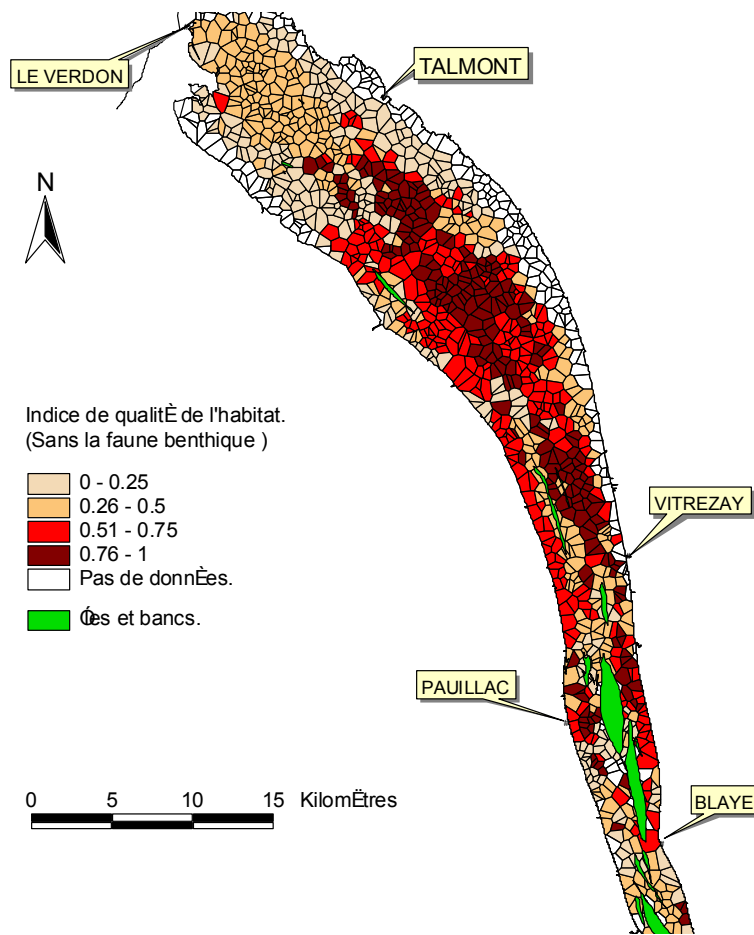 LE VERDON
TALMONT
N
Indice de qualitÈ de l'habitat.
(Sans la faune benthique )
0 - 0.25
0.26 - 0.5
0.51 - 0.75
0.76 - 1
Pas de donnÈes.
et bancs.
VITREZAY
PAUILLAC
0 5 10 15 KilomËtres
BLAYE